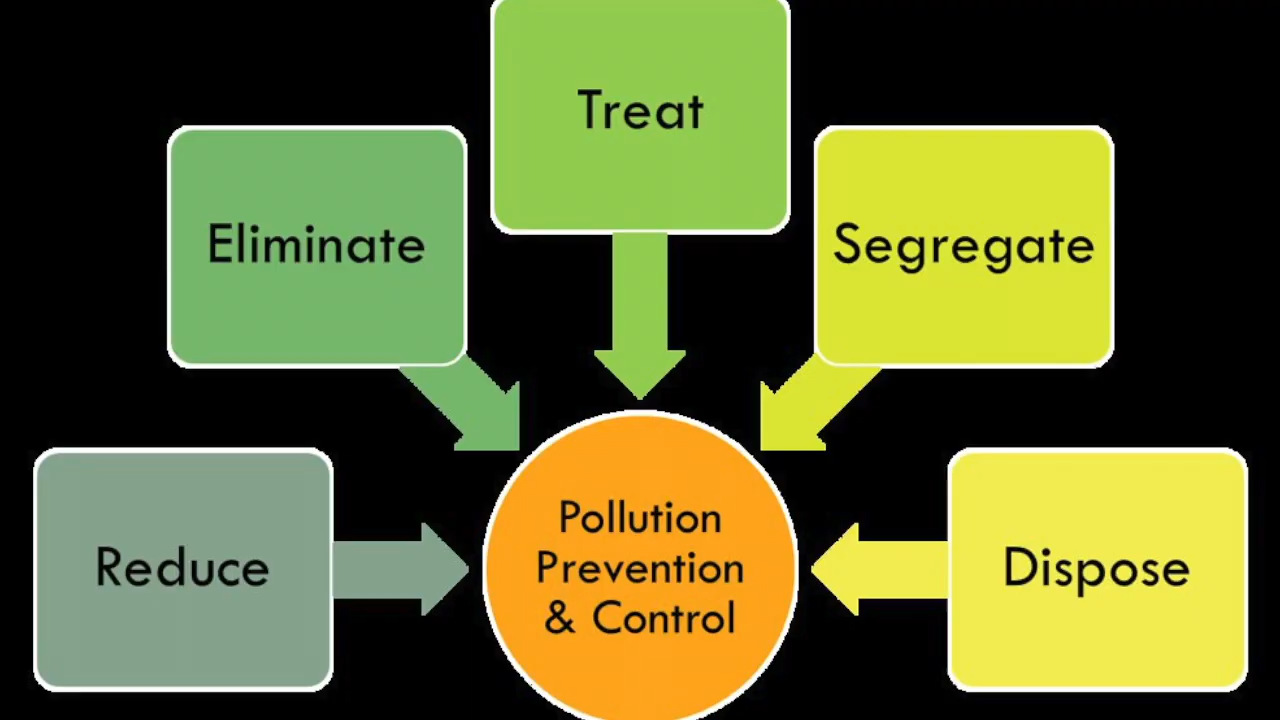 Treat
Eliminate
Segregate
Reduce
Pollution
Prevention
& Control
Dispose